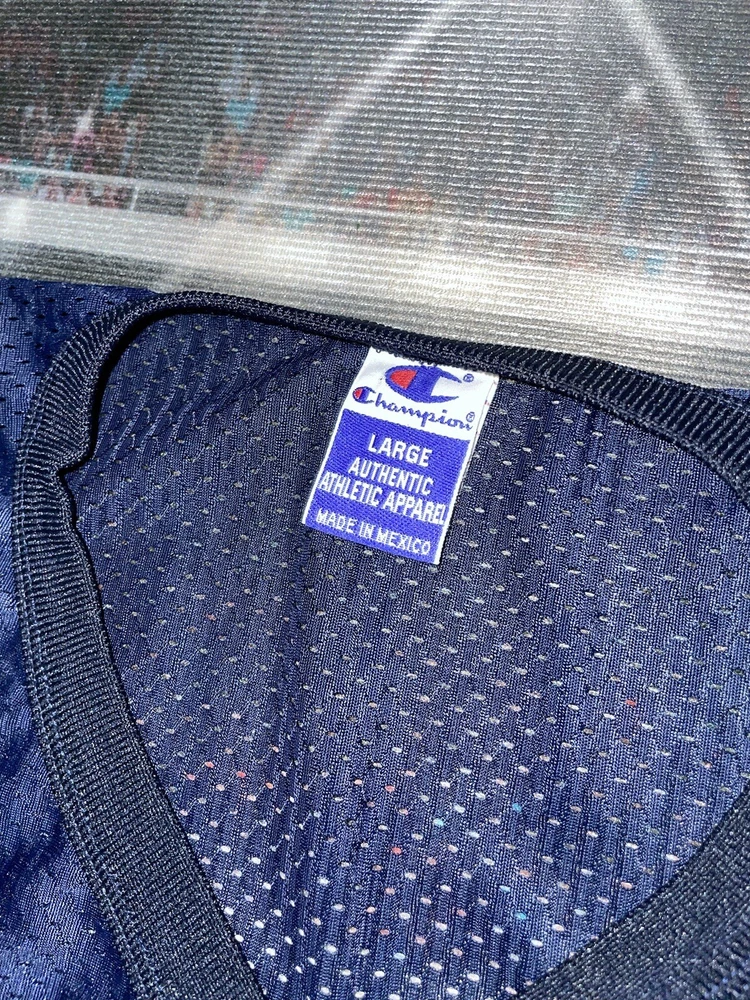 Champion®
LARGE
AUTHENTIC
ATHLETIC APPAREL
MADE IN MEXICO